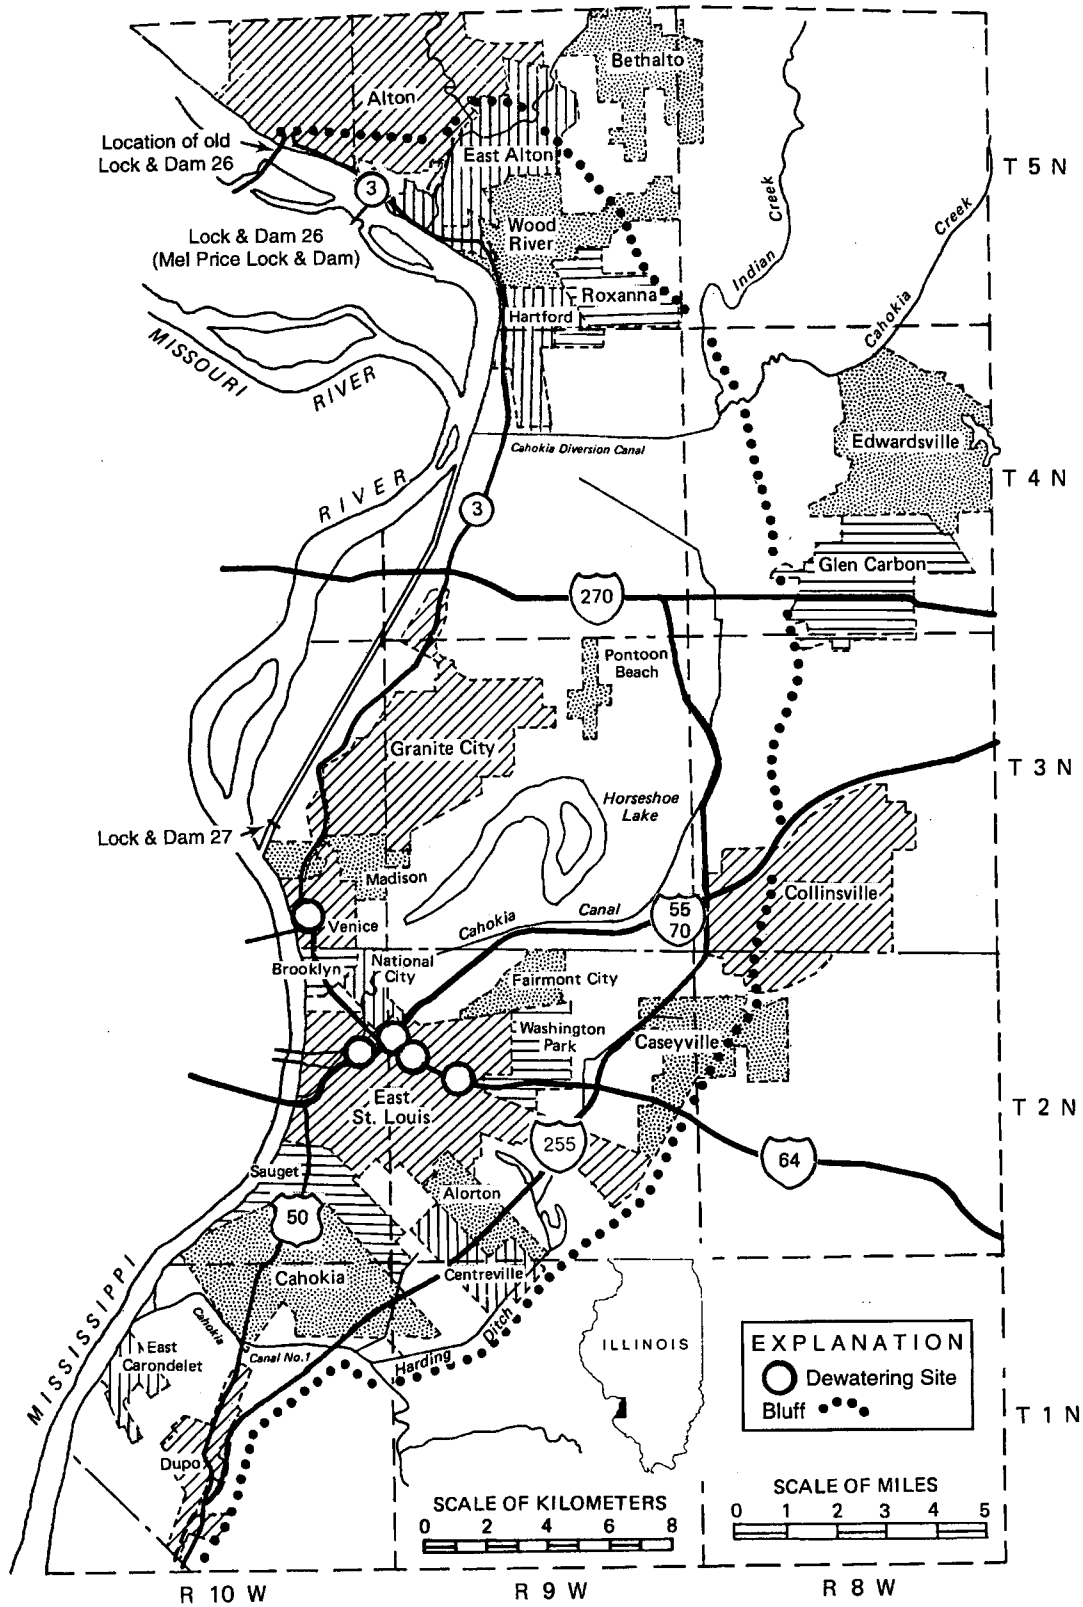 Bethalto
Alton
Location of old
Lock & Dam 26
East Alton
T 5 N
3
Creek
Creek
Wood
River
Lock & Dam 26
(Mel Price Lock & Dam)
Indian
Roxanna
Cahokia
Hartford
MISSOURI
RIVER
Edwardsville
Cahokia Diversion Canal
T 4 N
RIVER
3
Glen Carbon
270
Pontoon
Beach
Granite City
T 3 N
Horseshoe
Lake
Lock & Dam 27
Madison
Collinsville
55
70
Canal
Cahokia
Venice
National
City
Brooklyn
Fairmont City
Washington
Park
Caseyville
East
St. Louis
T 2 N
255
64
Sauget
Alorton
50
Cahokia
Centreville
MISSISSIPPI
Cahokia
Canal No.1
Ditch
Harding
East
Carondelet
ILLINOIS
EXPLANATION
Dewatering Site
Bluff
T 1 N
Dupo
SCALE OF KILOMETERS
0 2 4 6 8
SCALE OF MILES
0 1 2 3 4 5
R 10 W
R 9 W
R 8 W